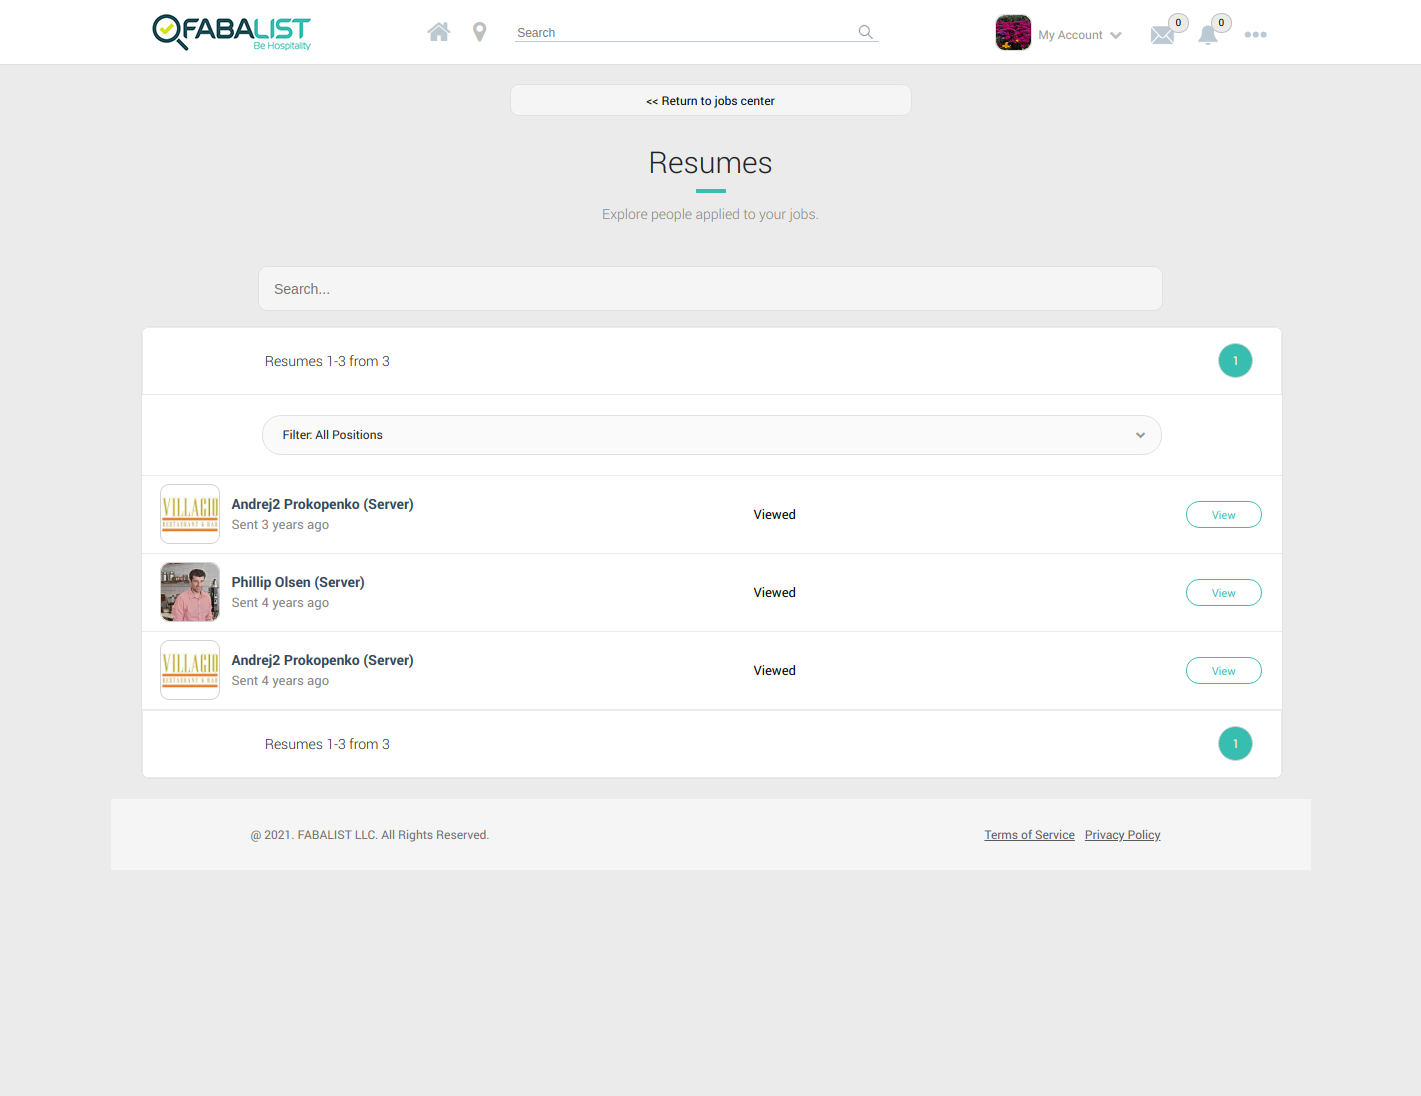 FABALIST
Be Hospitality
Search
My Account
0
0
<< Return to jobs center
Resumes
Explore people applied to your jobs.
Search...
Resumes 1-3 from 3
1
Filter: All Positions
VILLAGIO
RESTAURANT & BAR
Andrej2 Prokopenko (Server)
Sent 3 years ago
Viewed
View
Phillip Olsen (Server)
Sent 4 years ago
Viewed
View
VILLAGIO
RESTAURANT & BAR
Andrej2 Prokopenko (Server)
Sent 4 years ago
Viewed
View
Resumes 1-3 from 3
1
@ 2021. FABALIST LLC. All Rights Reserved.
Terms of Service Privacy Policy